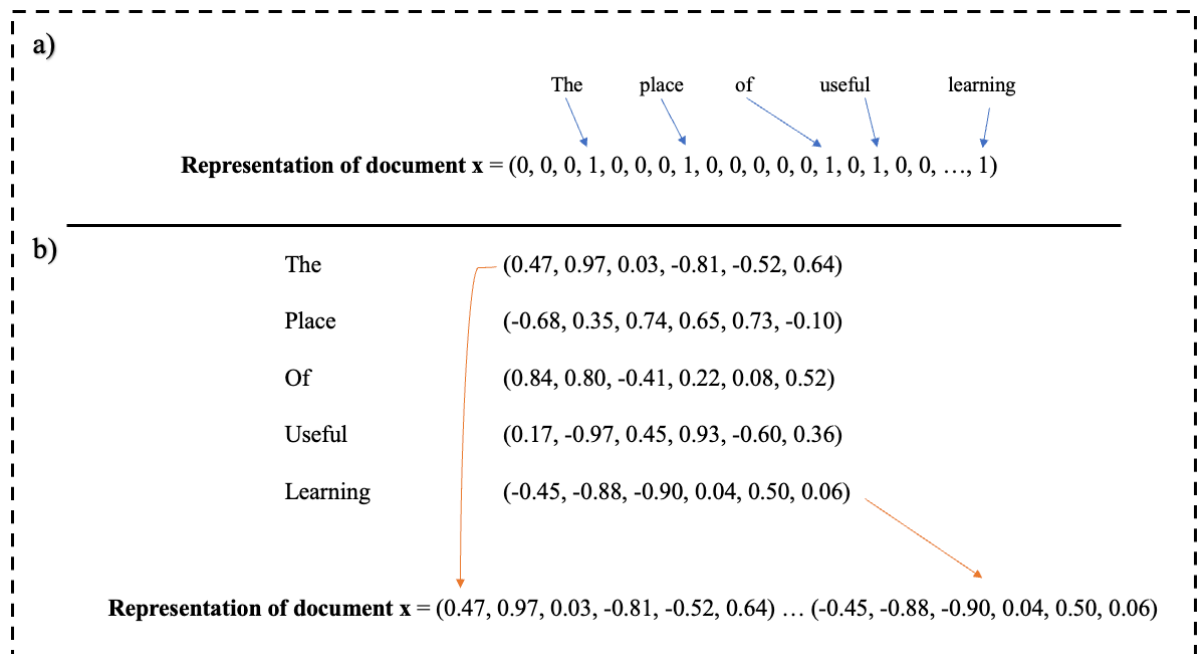 a)
The place of useful learning
Representation of document x = (0, 0, 0, 1, 0, 0, 0, 1, 0, 0, 0, 0, 0, 1, 0, 1, 0, 0, …, 1)
b)
The (0.47, 0.97, 0.03, -0.81, -0.52, 0.64)
Place (-0.68, 0.35, 0.74, 0.65, 0.73, -0.10)
Of (0.84, 0.80, -0.41, 0.22, 0.08, 0.52)
Useful (0.17, -0.97, 0.45, 0.93, -0.60, 0.36)
Learning (-0.45, -0.88, -0.90, 0.04, 0.50, 0.06)
Representation of document x = (0.47, 0.97, 0.03, -0.81, -0.52, 0.64) … (-0.45, -0.88, -0.90, 0.04, 0.50, 0.06)